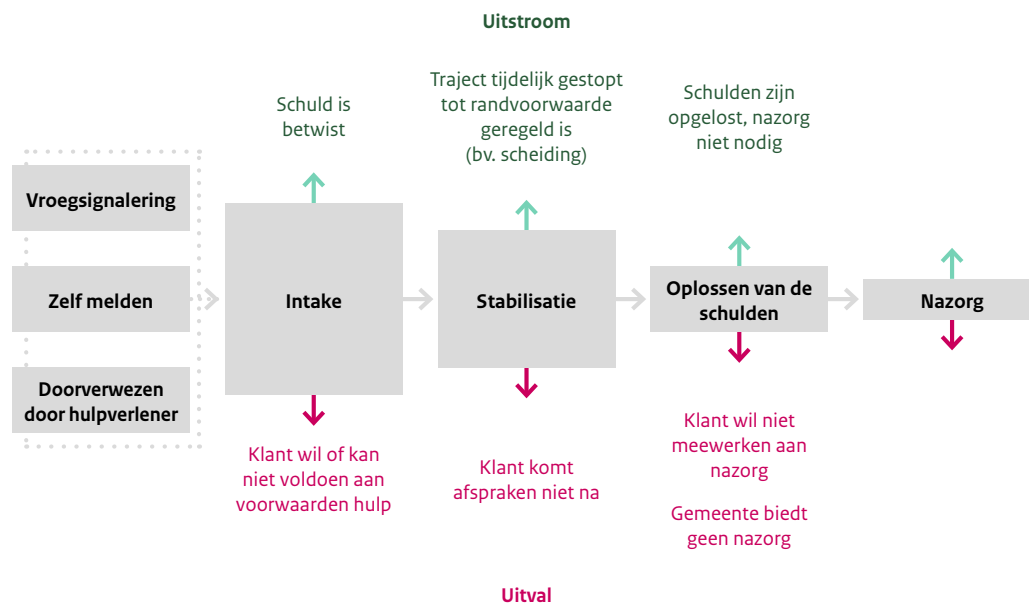 Uitstroom
Schuld is
betwist
Traject tijdelijk gestopt
tot randvoorwaarde
geregeld is
(bv. scheiding)
Schulden zijn
opgelost, nazorg
niet nodig
Vroegsignalering
Zelf melden
Doorverwezen
door hulpverlener
Intake
Stabilisatie
Oplossen van de
schulden
Nazorg
Klant wil of kan
niet voldoen aan
voorwaarden hulp
Klant komt
afspraken niet na
Klant wil niet
meewerken aan
nazorg
Gemeente biedt
geen nazorg
Uitval